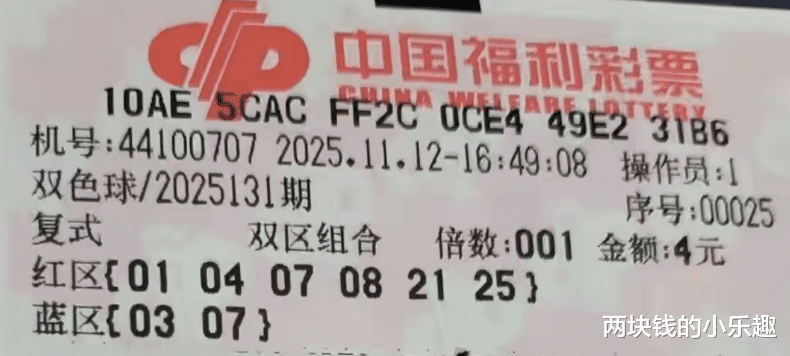 中国福利彩票
CHINA WELFARE LOTTERY
10AE 5CAC FF2C 0CE4 49E2 31B6
机号:44100707 2025.11.12-16:49:08 操作员:1
双色球/2025131期 序号:00025
复式 双区组合 倍数:001 金额:4元
红区{01 04 07 08 21 25}
蓝区{03 07}
两块钱的小乐趣